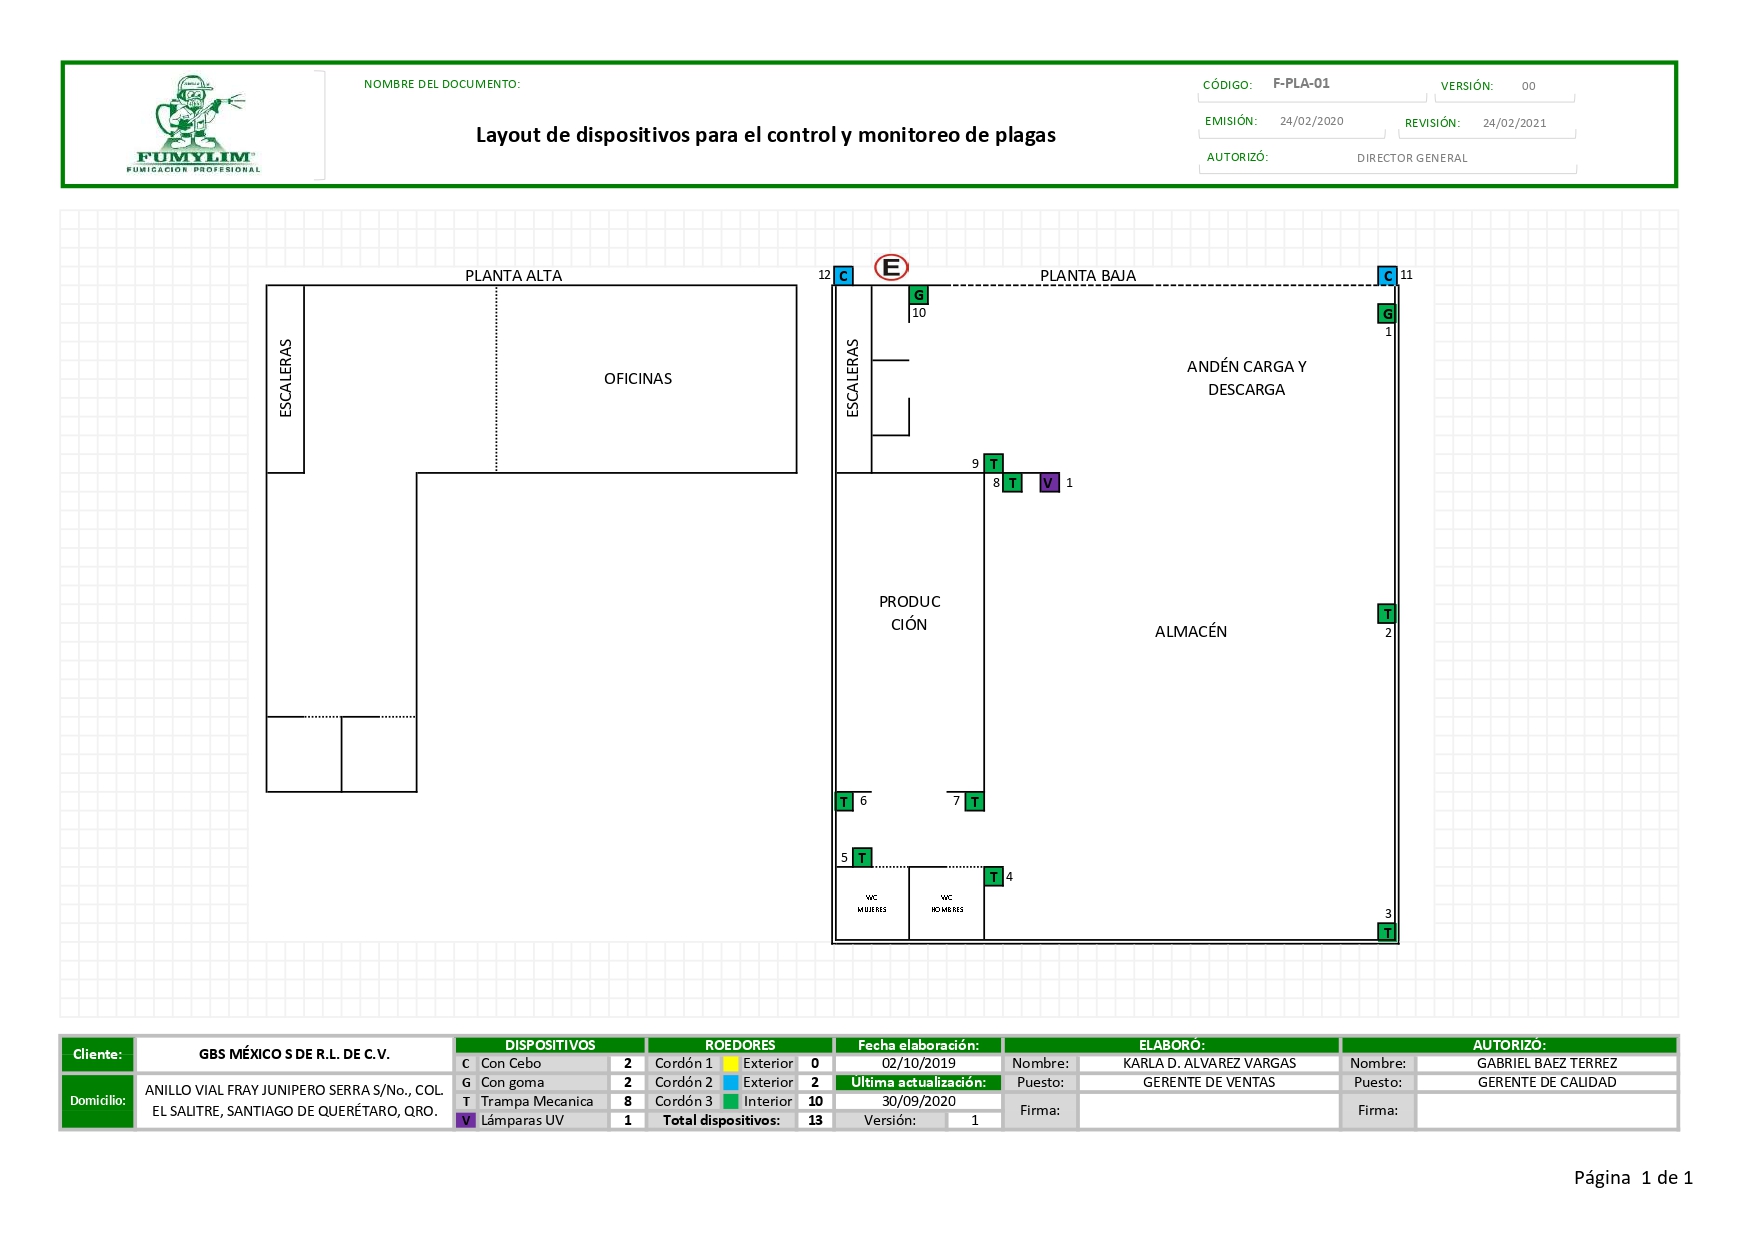 FUMYLIM
FUMIGACION PROFESIONAL
NOMBRE DEL DOCUMENTO:
Layout de dispositivos para el control y monitoreo de plagas
CÓDIGO: F-PLA-01 VERSIÓN: 00
EMISIÓN: 24/02/2020 REVISIÓN: 24/02/2021
AUTORIZÓ: DIRECTOR GENERAL
PLANTA ALTA
ESCALERAS
OFICINAS
12 C E PLANTA BAJA C 11
G
10
G
1
ESCALERAS
ANDÉN CARGA Y
DESCARGA
9 T
8 T V 1
PRODUC
CIÓN
ALMACÉN
T
2
T 6 7 T
5 T
T 4
WC
MUJERES
WC
HOMBRES
3
T
Cliente: GBS MÉXICO S DE R.L. DE C.V.
Domicilio: ANILLO VIAL FRAY JUNIPERO SERRA S/No., COL.
EL SALITRE, SANTIAGO DE QUERÉTARO, QRO.
DISPOSITIVOS
C Con Cebo 2
G Con goma 2
T Trampa Mecanica 8
V Lámparas UV 1
ROEDORES
Cordón 1 Exterior 0
Cordón 2 Exterior 2
Cordón 3 Interior 10
Total dispositivos: 13
Fecha elaboración:
02/10/2019
Última actualización:
30/09/2020
Versión: 1
ELABORÓ:
Nombre: KARLA D. ALVAREZ VARGAS
Puesto: GERENTE DE VENTAS
Firma:
AUTORIZÓ:
Nombre: GABRIEL BAEZ TERREZ
Puesto: GERENTE DE CALIDAD
Firma:
Página 1 de 1